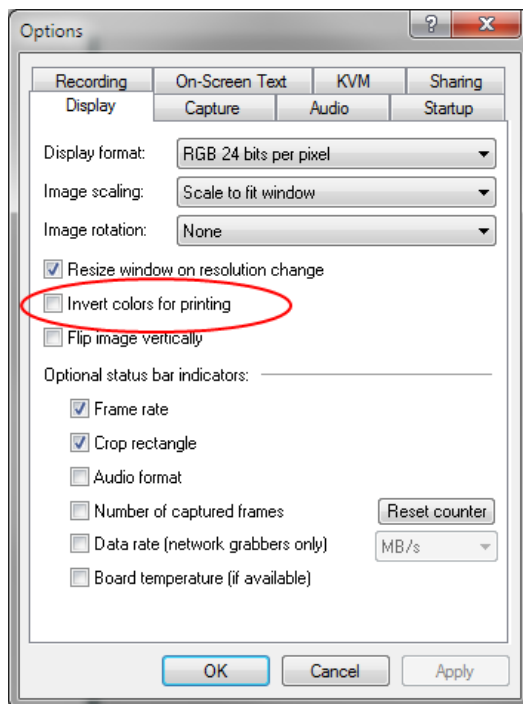 Options
?
X
Recording On-Screen Text KVM Sharing
Display Capture Audio Startup
Display format: RGB 24 bits per pixel
Image scaling: Scale to fit window
Image rotation: None
Resize window on resolution change
Invert colors for printing
Flip image vertically
Optional status bar indicators:
Frame rate
Crop rectangle
Audio format
Number of captured frames Reset counter
Data rate (network grabbers only) MB/s
Board temperature (if available)
OK Cancel Apply